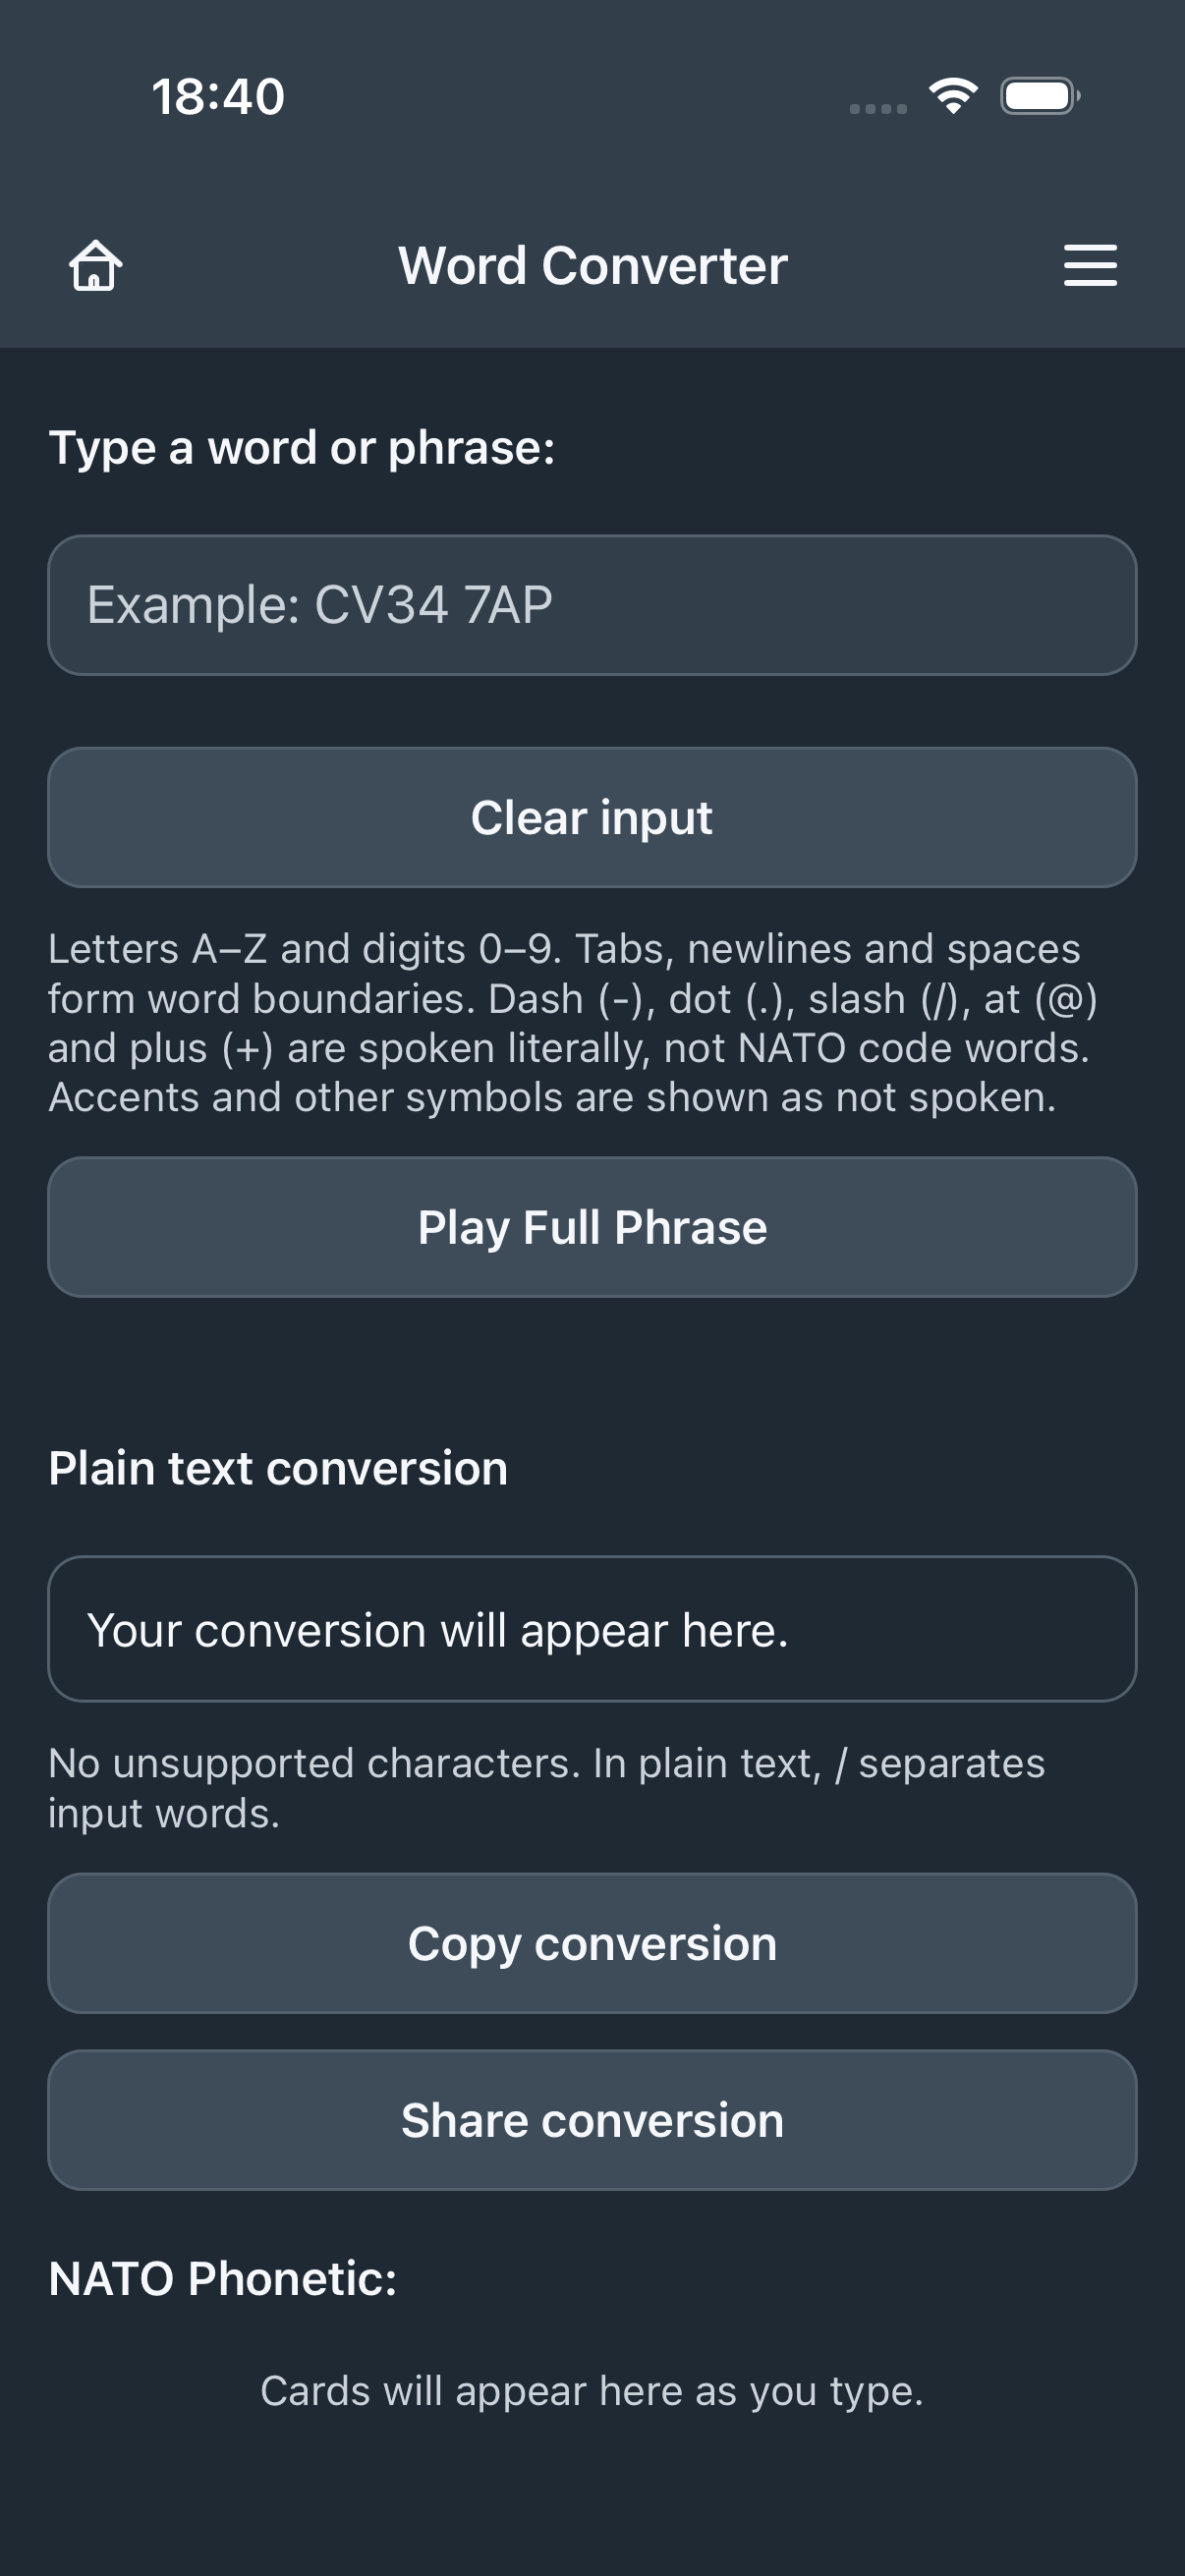 18:40
Word Converter
Type a word or phrase:
Example: CV34 7AP
Clear input
Letters A–Z and digits 0–9. Tabs, newlines and spaces
form word boundaries. Dash (-), dot (.), slash (/), at (@)
and plus (+) are spoken literally, not NATO code words.
Accents and other symbols are shown as not spoken.
Play Full Phrase
Plain text conversion
Your conversion will appear here.
No unsupported characters. In plain text, / separates
input words.
Copy conversion
Share conversion
NATO Phonetic:
Cards will appear here as you type.